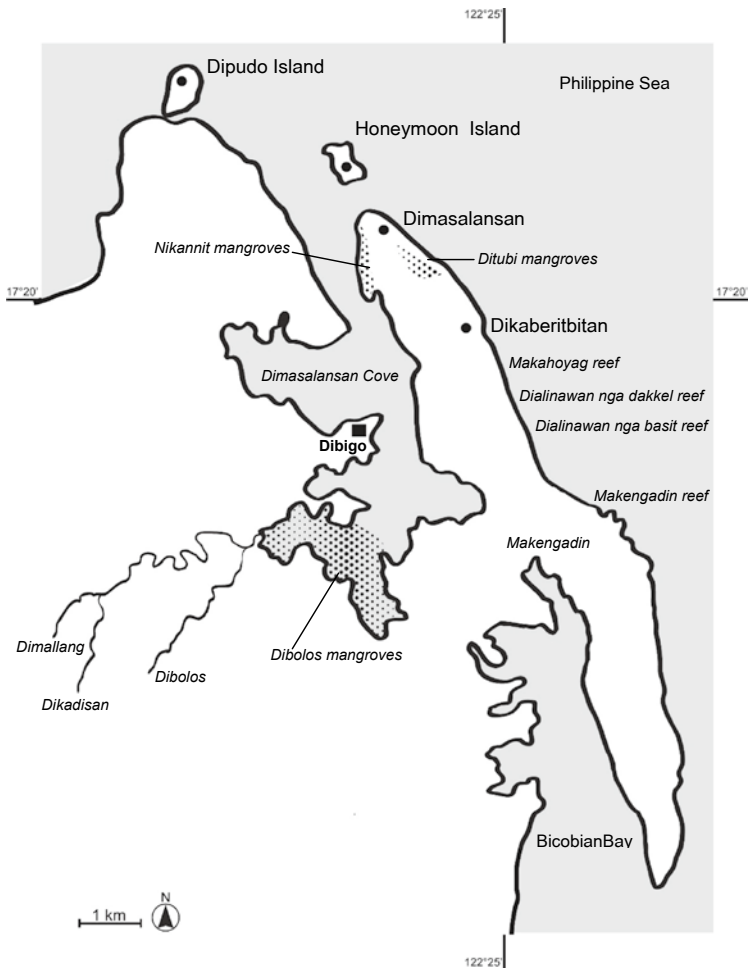 122°25'
Dipudo Island
Philippine Sea
Honeymoon Island
Dimasalansan
Nikannit mangroves
Ditubi mangroves
17°20'
17°20'
Dikaberitbitan
Makahoyag reef
Dimasalansan Cove
Dialinawan nga dakkel reef
Dialinawan nga basit reef
Dibigo
Makengadin reef
Makengadin
Dimallang
Dibolos mangroves
Dibolos
Dikadisan
BicobianBay
N
1 km
122°25'